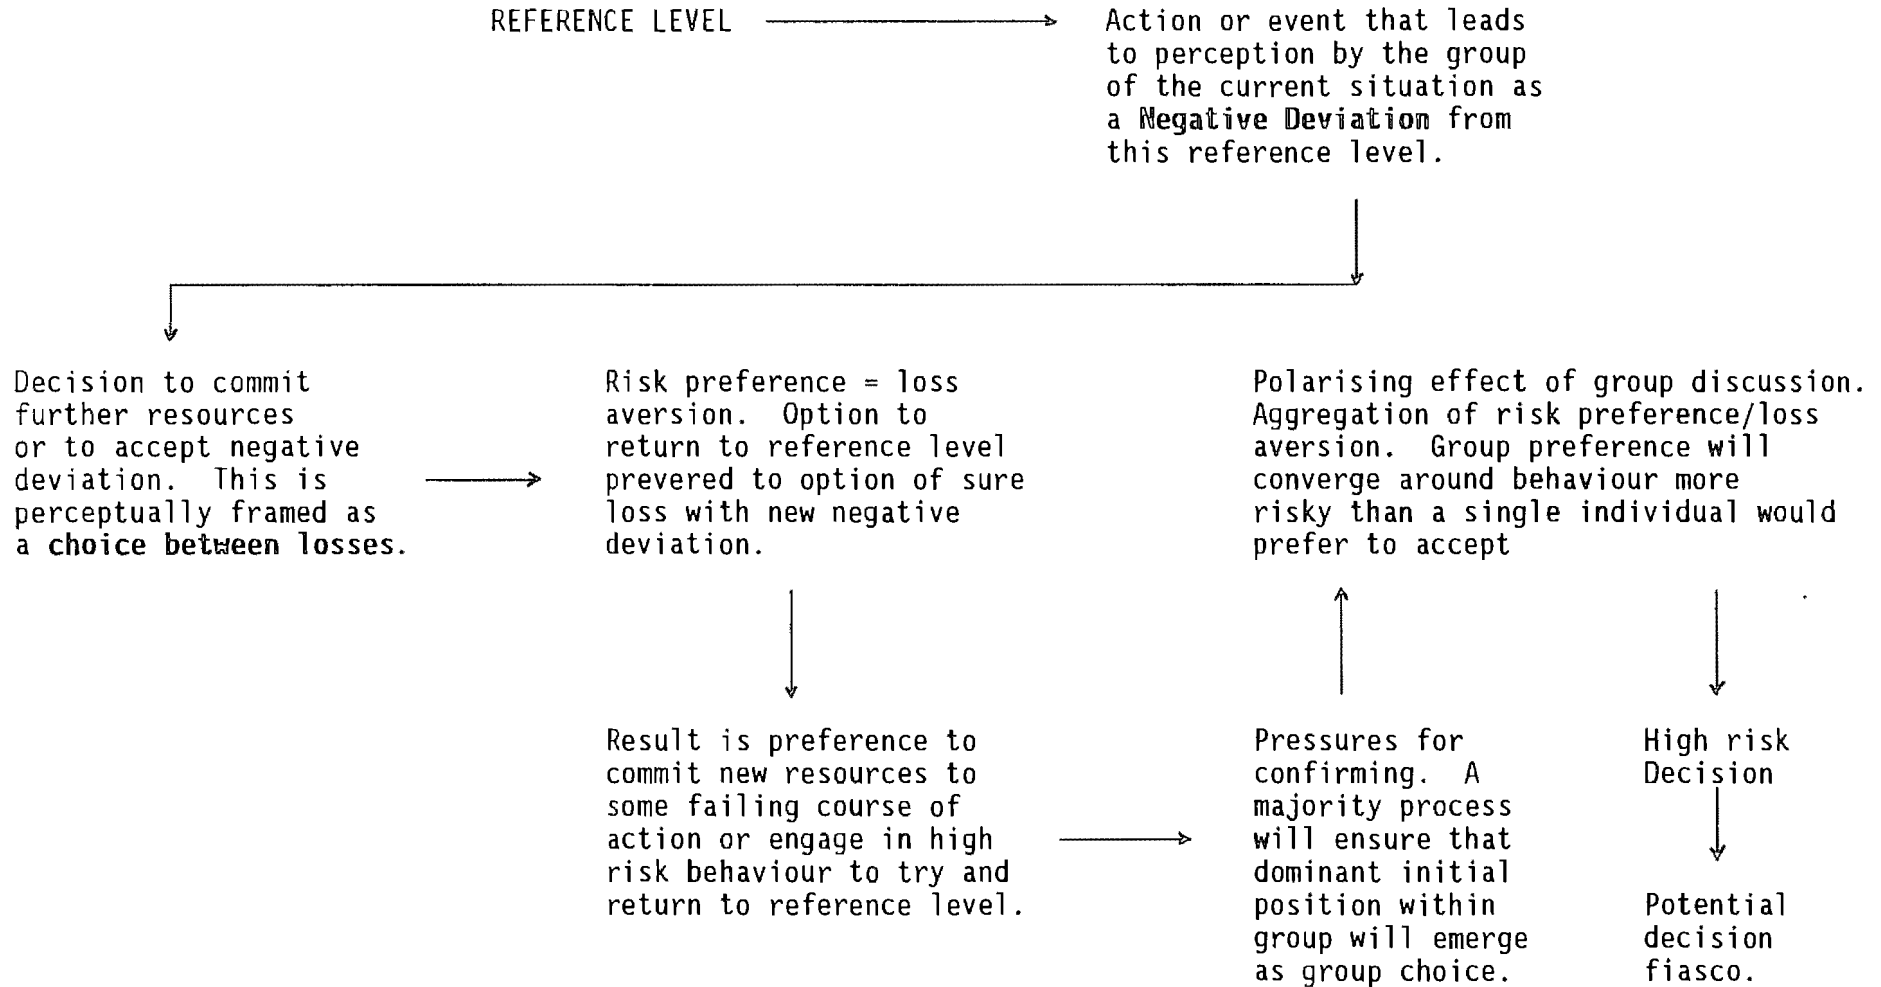 REFERENCE LEVEL
Action or event that leads
to perception by the group
of the current situation as
a Negative Deviation from
this reference level.
Decision to commit
further resources
or to accept negative
deviation. This is
perceptually framed as
a choice between losses.
Risk preference = loss
aversion. Option to
return to reference level
prevered to option of sure
loss with new negative
deviation.
Result is preference to
commit new resources to
some failing course of
action or engage in high
risk behaviour to try and
return to reference level.
Pressures for
confirming. A
majority process
will ensure that
dominant initial
position within
group will emerge
as group choice.
Polarising effect of group discussion.
Aggregation of risk preference/loss
aversion. Group preference will
converge around behaviour more
risky than a single individual would
prefer to accept
High risk
Decision
Potential
decision
fiasco.